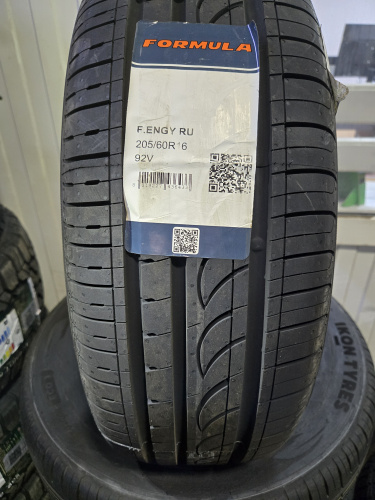 FORMULA
F.ENGY RU
205/60R16
92V
IKON TYRES